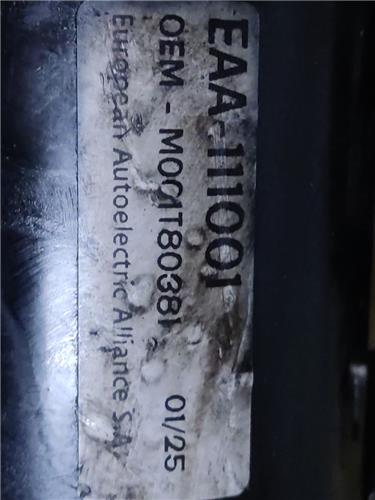 EAA-111001
OEM - M001T80381
01/25
European Autoelectric Alliance S.A.